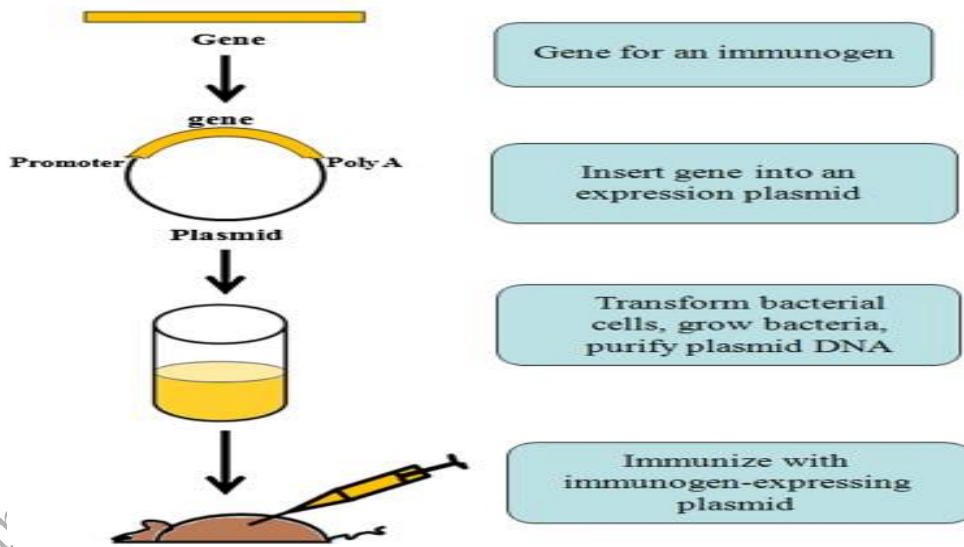 Gene
gene
Promoter
Poly A
Plasmid
Gene for an immunogen
Insert gene into an
expression plasmid
Transform bacterial
cells, grow bacteria,
purify plasmid DNA
Immunize with
immunogen-expressing
plasmid